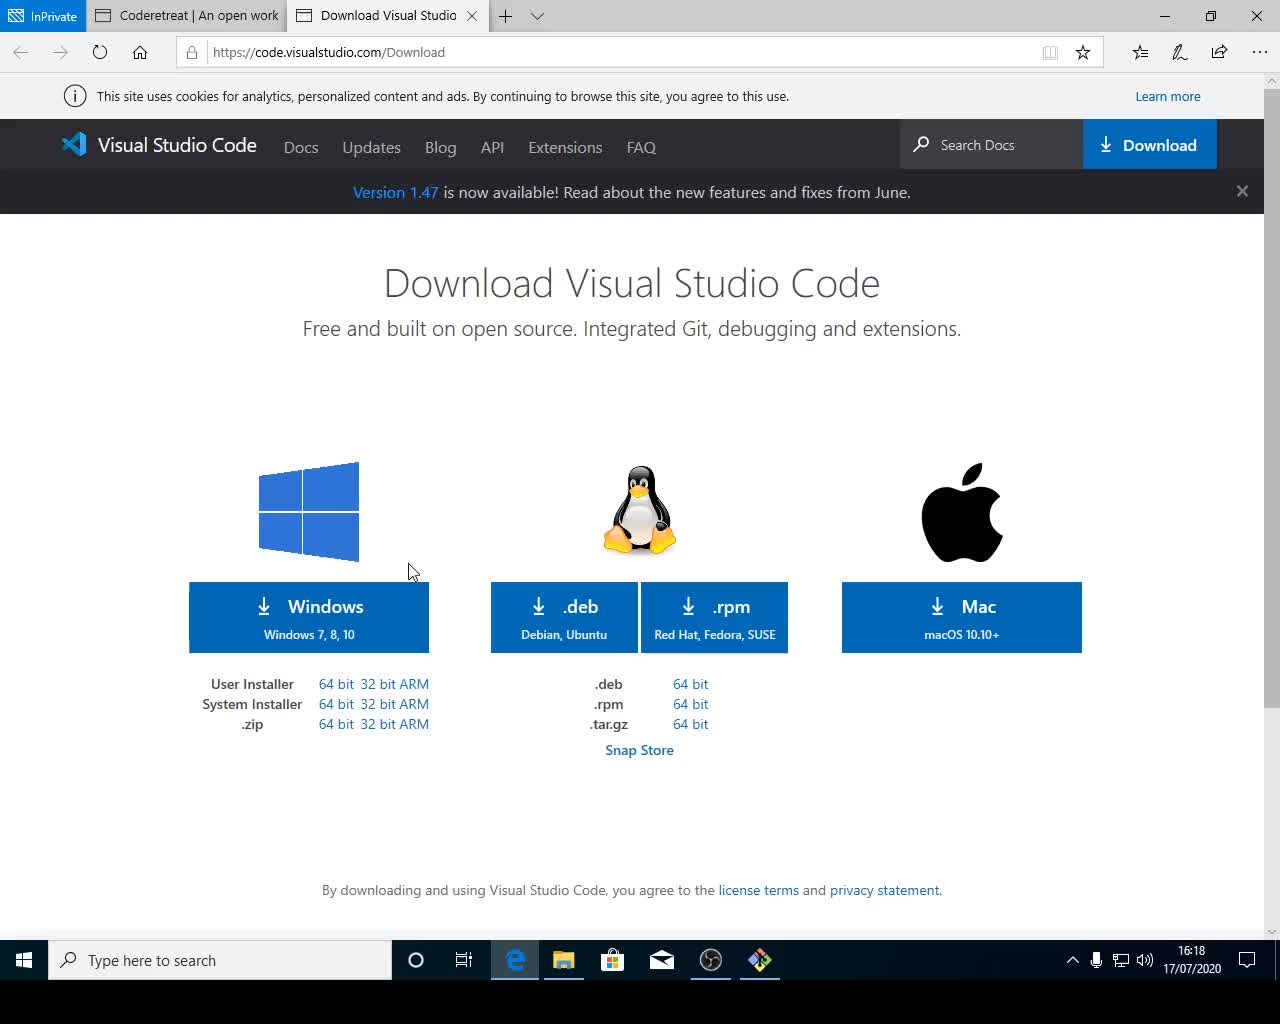 InPrivate
Coderetreat | An open work
Download Visual Studio
https://code.visualstudio.com/Download
This site uses cookies for analytics, personalized content and ads. By continuing to browse this site, you agree to this use.
Learn more
Visual Studio Code
Docs
Updates
Blog
API
Extensions
FAQ
Search Docs
Download
Version 1.47 is now available! Read about the new features and fixes from June.
Download Visual Studio Code
Free and built on open source. Integrated Git, debugging and extensions.
Windows
Windows 7, 8, 10
.deb
Debian, Ubuntu
.rpm
Red Hat, Fedora, SUSE
Mac
macOS 10.10+
User Installer 64 bit 32 bit ARM
System Installer 64 bit 32 bit ARM
.zip 64 bit 32 bit ARM
.deb 64 bit
.rpm 64 bit
.tar.gz 64 bit
Snap Store
By downloading and using Visual Studio Code, you agree to the license terms and privacy statement.
Type here to search
16:18
17/07/2020